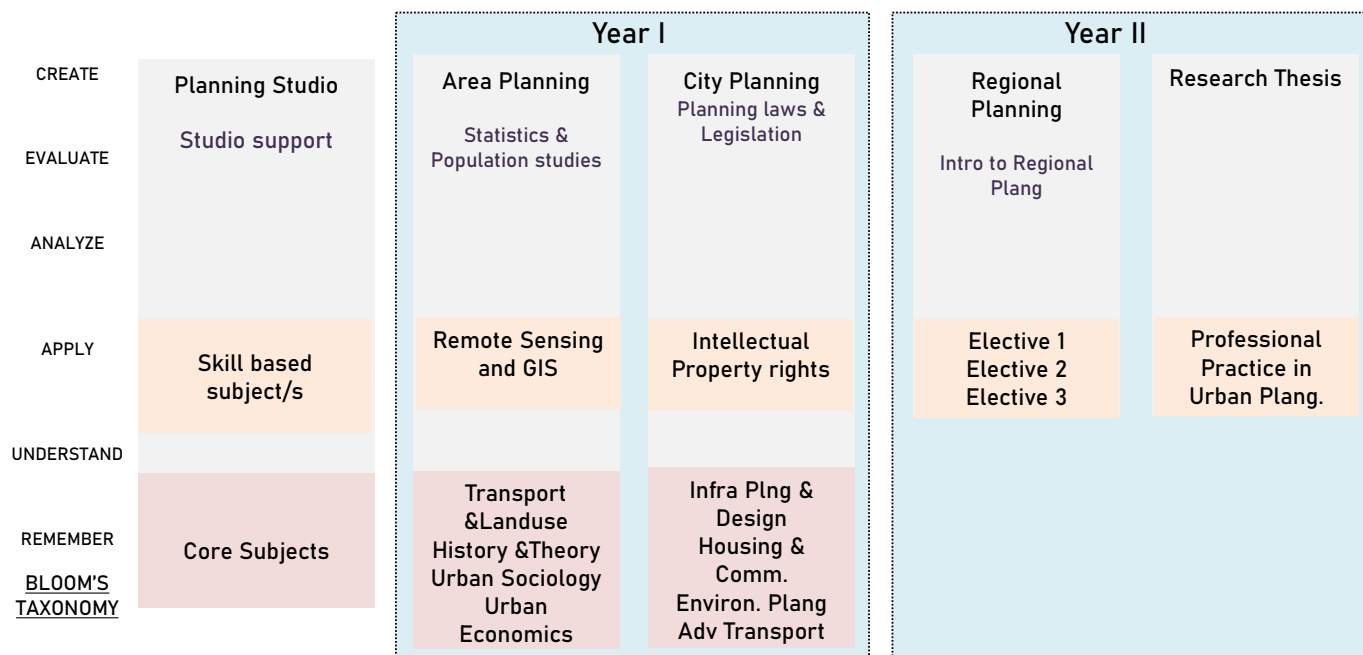 Year I
Year II
CREATE
EVALUATE
ANALYZE
APPLY
UNDERSTAND
REMEMBER
BLOOM'S
TAXONOMY
Planning Studio
Studio support
Skill based
subject/s
Core Subjects
Area Planning
Statistics &
Population studies
Remote Sensing
and GIS
Transport
&Landuse
History &Theory
Urban Sociology
Urban
Economics
City Planning
Planning laws &
Legislation
Intellectual
Property rights
Infra Plng &
Design
Housing &
Comm.
Environ. Plang
Adv Transport
Regional
Planning
Intro to Regional
Plang
Elective 1
Elective 2
Elective 3
Research Thesis
Professional
Practice in
Urban Plang.